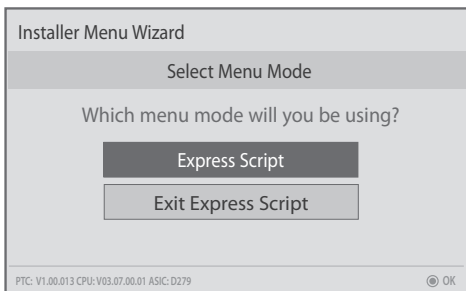 Installer Menu Wizard
Select Menu Mode
Which menu mode will you be using?
Express Script
Exit Express Script
PTC: V1.00.013 CPU: V03.07.00.01 ASIC: D279 OK